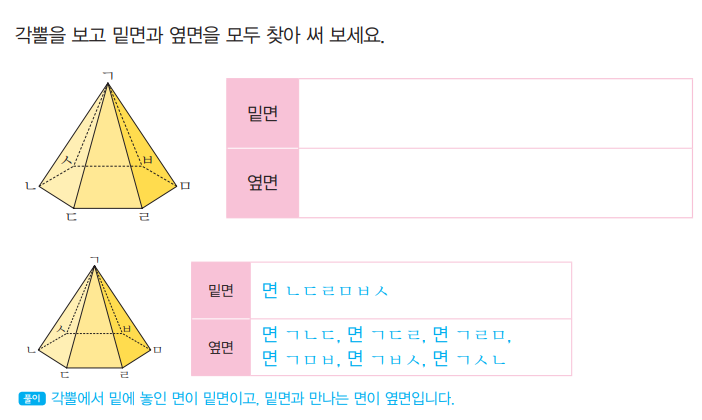 각뿔을 보고 밑면과 옆면을 모두 찾아 써 보세요.
ㄱ
밑면
ㅅ ㅂ
옆면
ㄴ ㅁ
ㄷ ㄹ
ㄱ
밑면 면 ㄴㄷㄹㅁㅂㅅ
ㅅ ㅂ
옆면 면 ㄱㄴㄷ, 면 ㄱㄷㄹ, 면 ㄱㄹㅁ,
면 ㄱㅁㅂ, 면 ㄱㅂㅅ, 면 ㄱㅅㄴ
ㄴ ㅁ
ㄷ ㄹ
풀이 각뿔에서 밑에 놓인 면이 밑면이고, 밑면과 만나는 면이 옆면입니다.